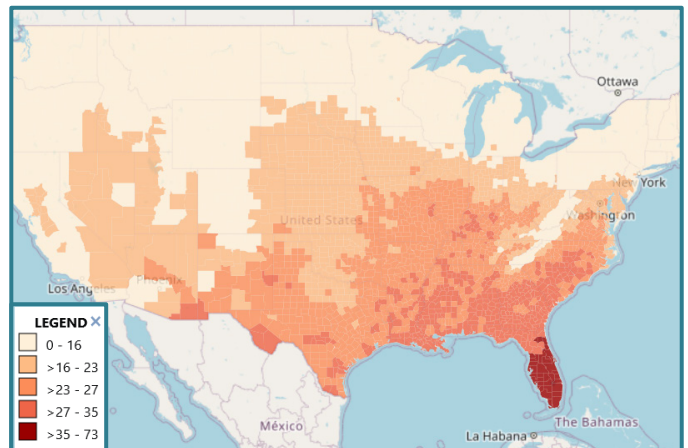 Ottawa
New York
Washington
United States
Los Angeles
Phoenix
LEGEND ×
0 - 16
>16 - 23
>23 - 27
>27 - 35
>35 - 73
México
The Bahamas
La Habana